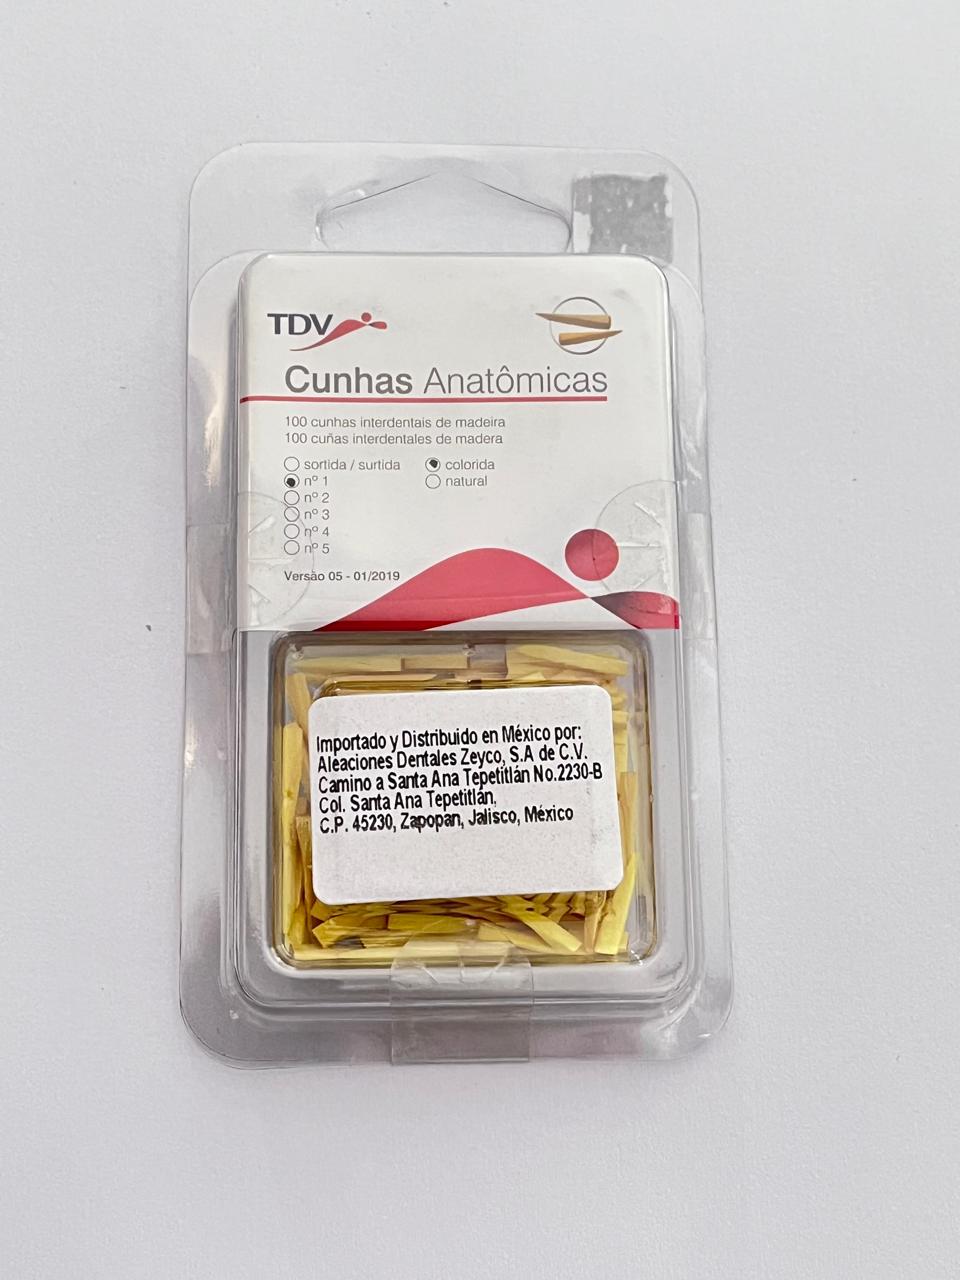 TDV
Cunhas Anatômicas
100 cunhas interdentais de madeira
100 cuñas interdentales de madera
sortida / surtida
nº 1
nº 2
nº 3
nº 4
nº 5
colorida
natural
Versão 05 - 01/2019
Importado y Distribuido en México por:
Aleaciones Dentales Zeyco, S.A de C.V.
Camino a Santa Ana Tepetitlán No.2230-B
Col. Santa Ana Tepetitlán,
C.P. 45230, Zapopan, Jalisco, México